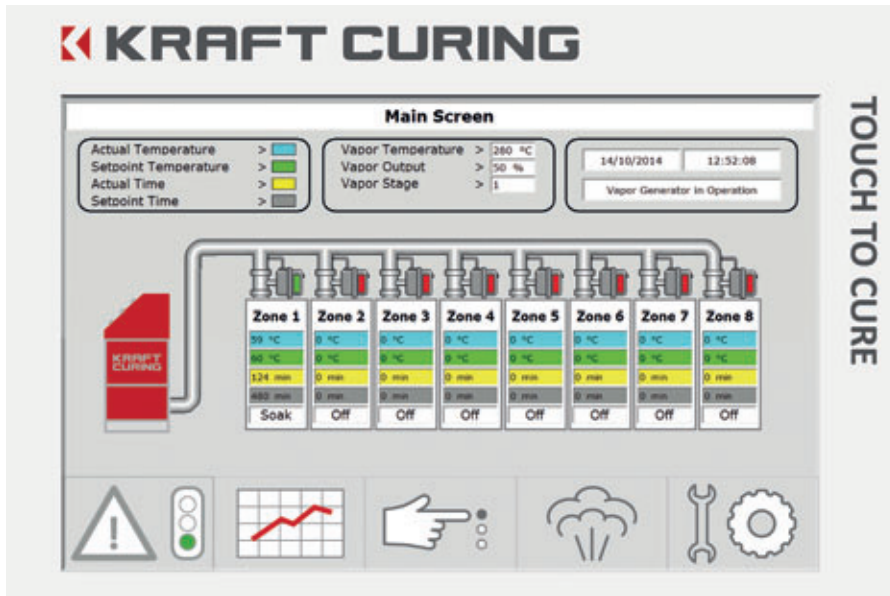 KRAFT CURING
Main Screen
Actual Temperature >
Setpoint Temperature >
Actual Time >
Setpoint Time >
Vapor Temperature > 280 °C
Vapor Output > 50 %
Vapor Stage > 1
14/10/2014 12:52:08
Vapor Generator in Operation
TOUCH TO CURE
KRAFT
CURING
Zone 1 Zone 2 Zone 3 Zone 4 Zone 5 Zone 6 Zone 7 Zone 8
59 °C 0 °C 0 °C 0 °C 0 °C 0 °C 0 °C 0 °C
60 °C 0 °C 0 °C 0 °C 0 °C 0 °C 0 °C 0 °C
124 min 0 min 0 min 0 min 0 min 0 min 0 min 0 min
480 min 0 min 0 min 0 min 0 min 0 min 0 min 0 min
Soak Off Off Off Off Off Off Off